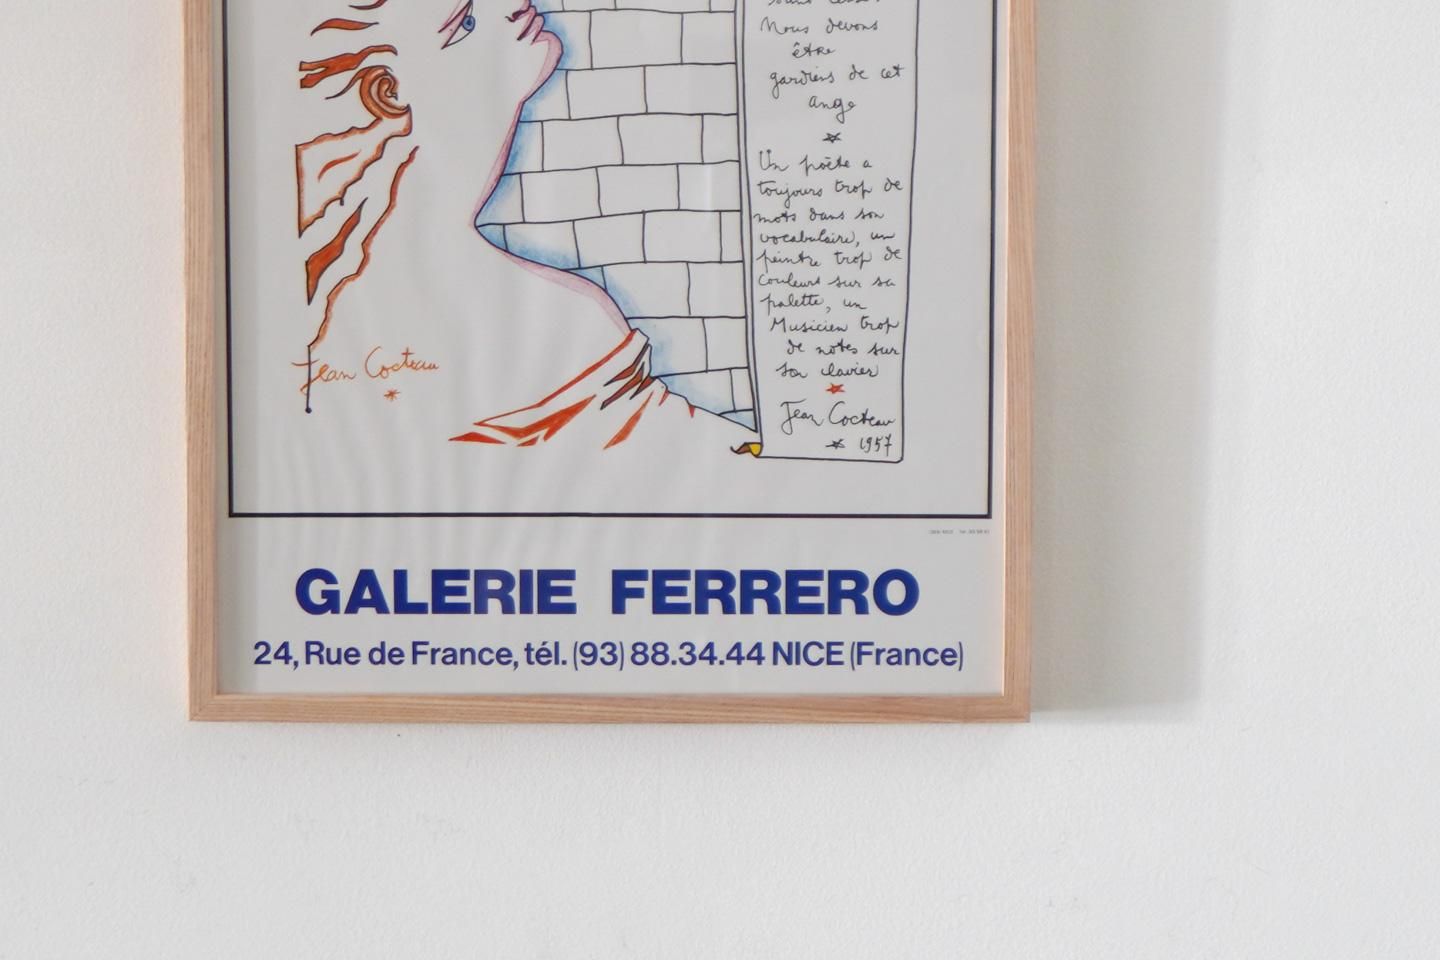 Nous devons
être
gardiens de cet
ange
Un poète a
toujours trop de
mots dans son
vocabulaire, un
peintre trop de
couleurs sur sa
palette, un
Musicien trop
de notes sur
son clavier
Jean Cocteau
1957
Jean Cocteau
GALERIE FERRERO
24, Rue de France, tél. (93) 88.34.44 NICE (France)